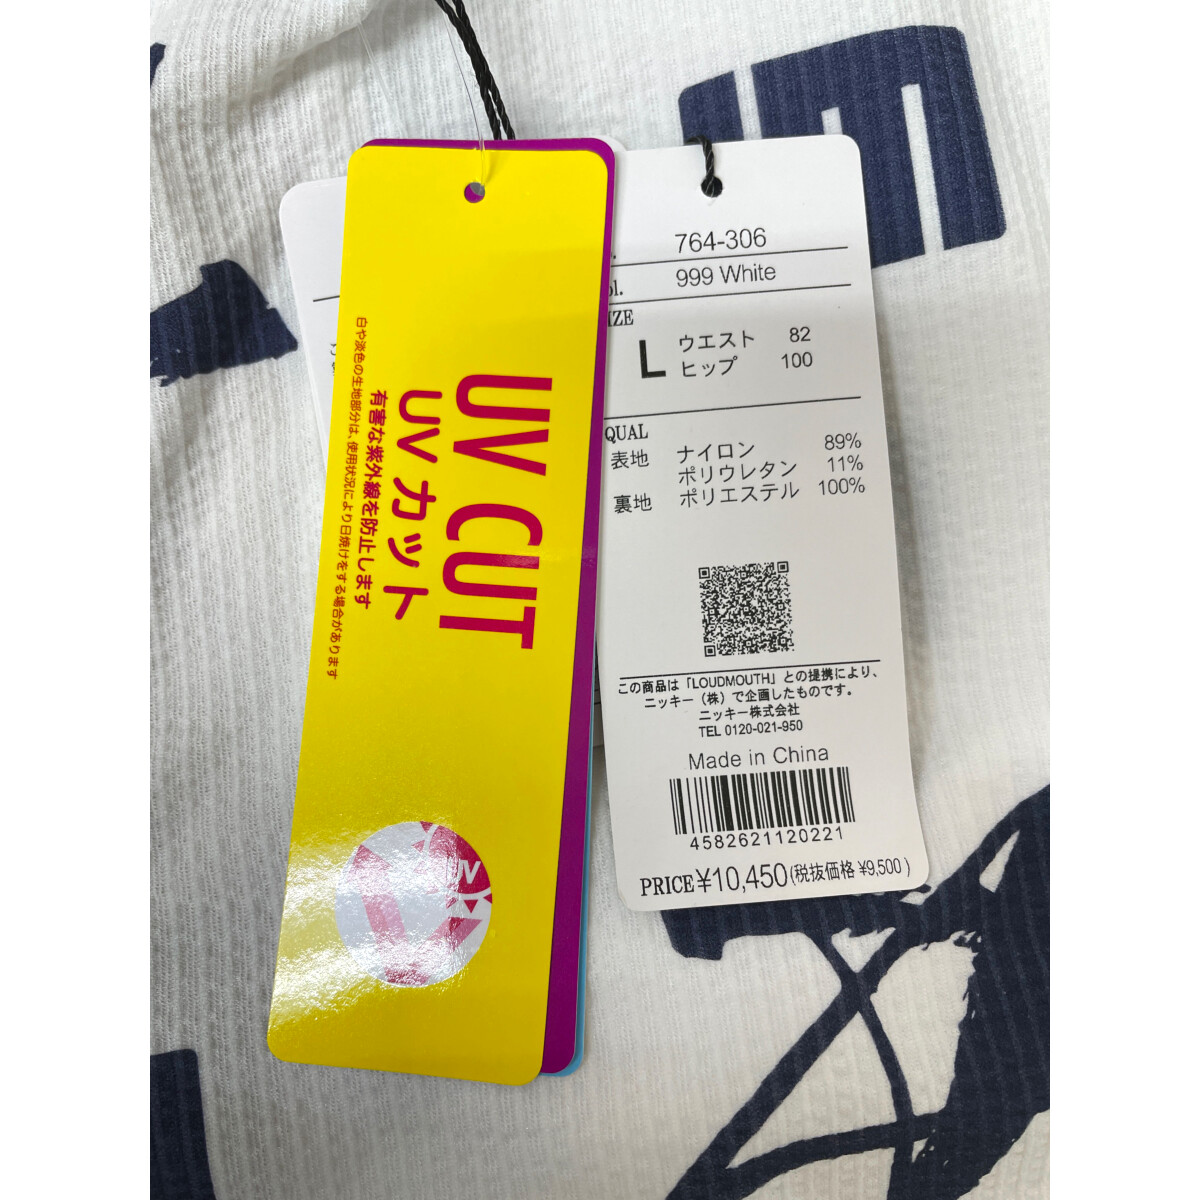 UV CUT
UV カット
有害な紫外線を防止します
白や淡色の生地部分は、使用状況により日焼けをする場合があります
UV
764-306
999 White
L
ウエスト 82
ヒップ 100
QUAL
表地 ナイロン 89%
ポリウレタン 11%
裏地 ポリエステル 100%
この商品は「LOUDMOUTH」との提携により、
ニッキー（株）で企画したものです。
ニッキー株式会社
TEL 0120-021-950
Made in China
4582621120221
PRICE¥10,450(税抜価格 ¥9,500 )